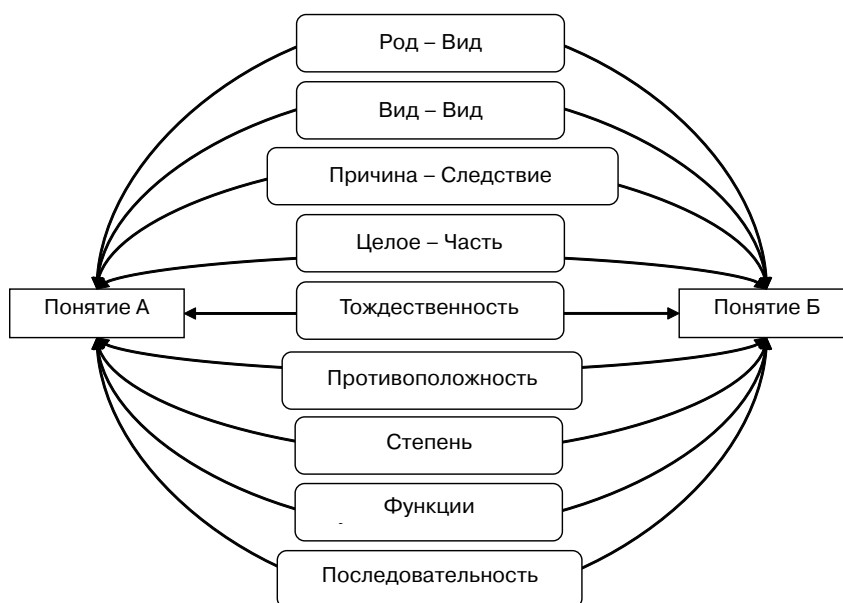 Род – Вид
Вид – Вид
Причина – Следствие
Целое – Часть
Понятие А
Тождественность
Понятие Б
Противоположность
Степень
Функции
Последовательность